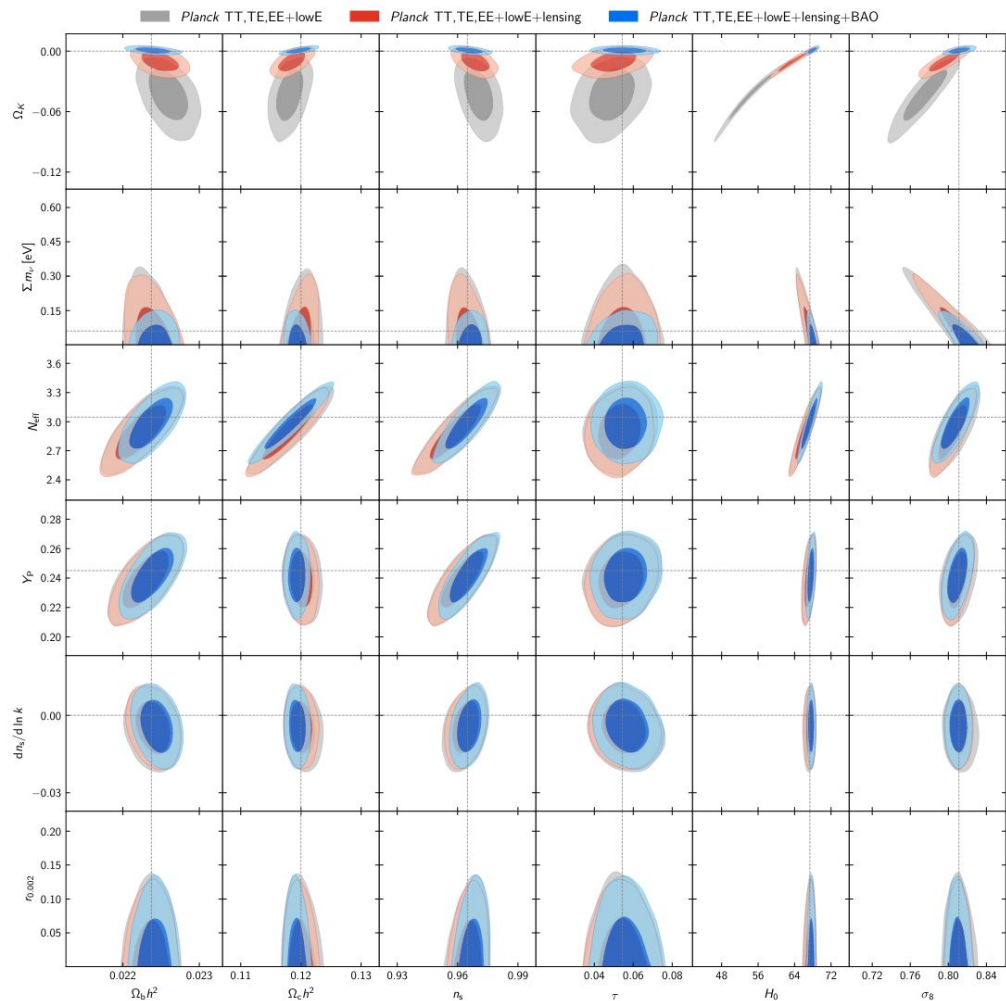 Planck TT,TE,EE+lowE Planck TT,TE,EE+lowE+lensing Planck TT,TE,EE+lowE+lensing+BAO
0.00
−0.06
−0.12
Ω_K
0.60
0.45
0.30
0.15
Σ m_ν [eV]
3.6
3.3
3.0
2.7
2.4
N_eff
0.28
0.26
0.24
0.22
0.20
Y_P
0.00
−0.03
dn_s/d ln k
0.20
0.15
0.10
0.05
r_0.002
0.022 0.023 0.11 0.12 0.13 0.93 0.96 0.99 0.04 0.06 0.08 48 56 64 72 0.72 0.76 0.80 0.84
Ω_b h² Ω_c h² n_s τ H_0 σ_8